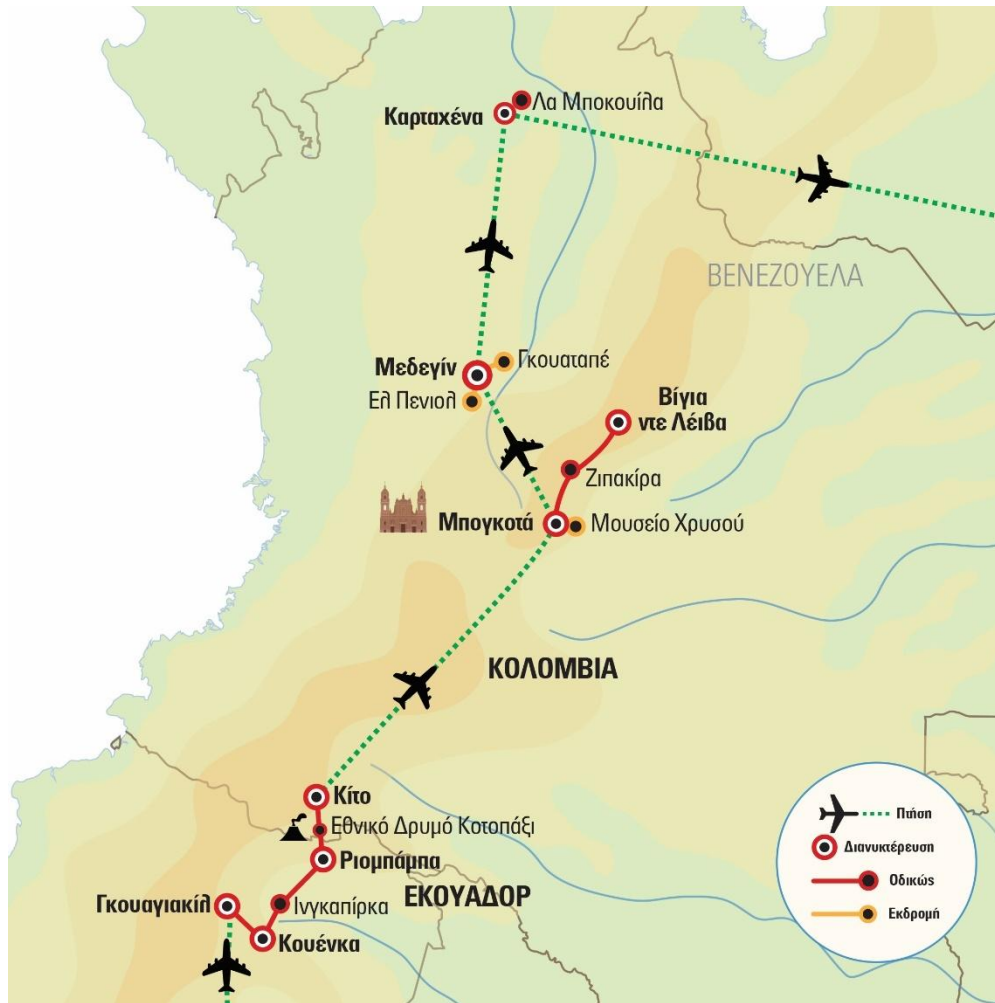 Καρταχένα
Λα Μποκουίλα
ΒΕΝΕΖΟΥΕΛΑ
Μεδεγίν
Γκουαταπέ
Ελ Πενιολ
Βίγια
ντε Λέιβα
Ζιπακίρα
Μπογκοτά
Μουσείο Χρυσού
ΚΟΛΟΜΒΙΑ
Κίτο
Εθνικό Δρυμό Κοτοπάξι
Ριομπάμπα
ΕΚΟΥΑΔΟΡ
Γκουαγιακίλ
Ινγκαπίρκα
Κουένκα
Πτήση
Διανυκτέρευση
Οδικώς
Εκδρομή